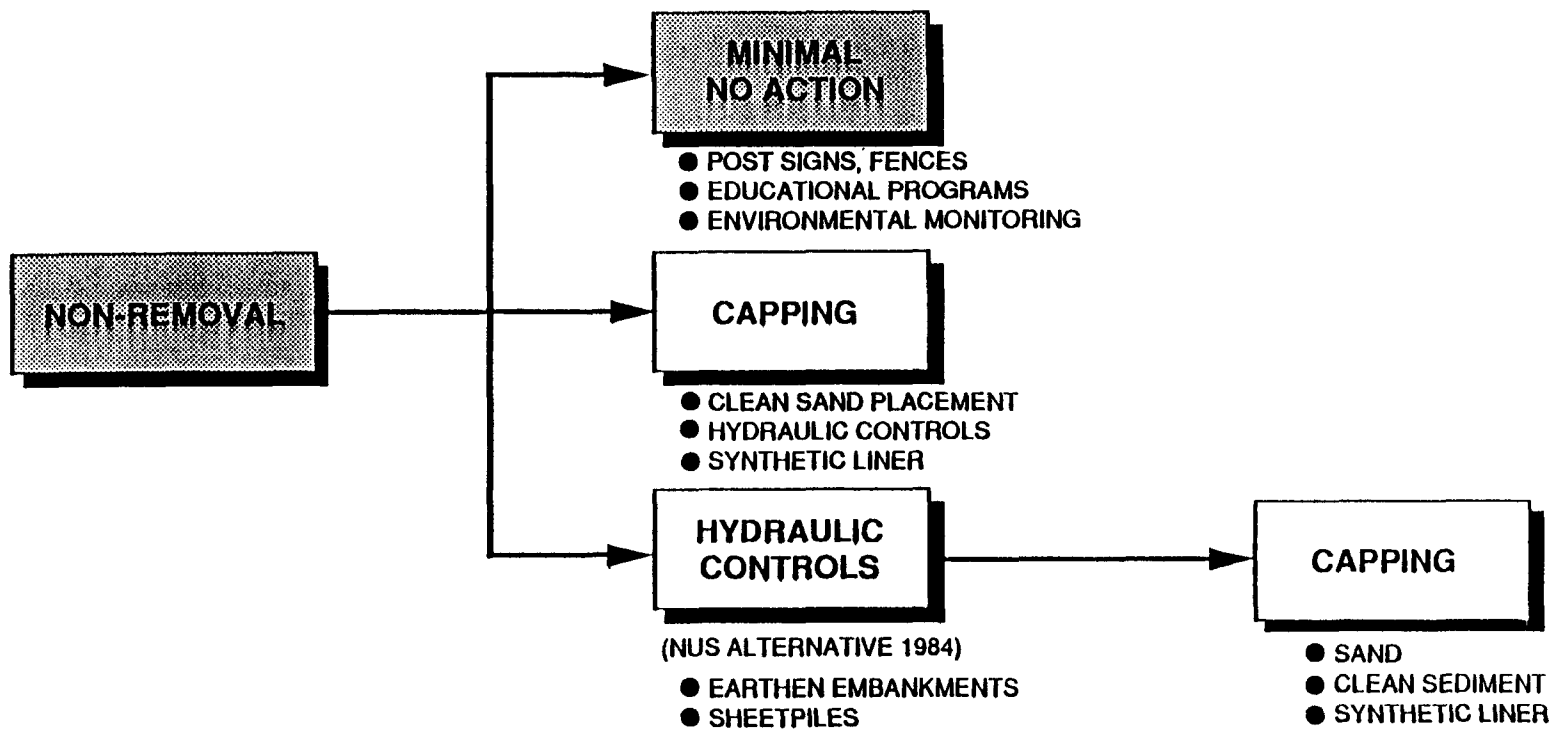 MINIMAL
NO ACTION
● POST SIGNS, FENCES
● EDUCATIONAL PROGRAMS
● ENVIRONMENTAL MONITORING
NON-REMOVAL
CAPPING
● CLEAN SAND PLACEMENT
● HYDRAULIC CONTROLS
● SYNTHETIC LINER
HYDRAULIC
CONTROLS
(NUS ALTERNATIVE 1984)
● EARTHEN EMBANKMENTS
● SHEETPILES
CAPPING
● SAND
● CLEAN SEDIMENT
● SYNTHETIC LINER